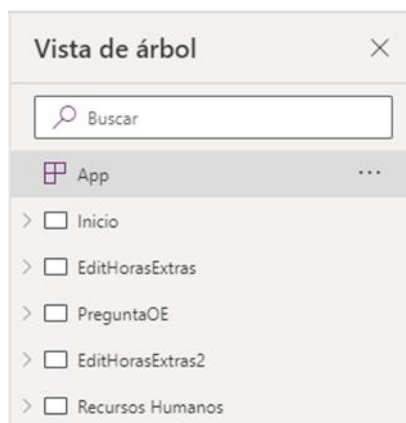 Vista de árbol
Buscar
App
Inicio
EditHorasExtras
PreguntaOE
EditHorasExtras2
Recursos Humanos